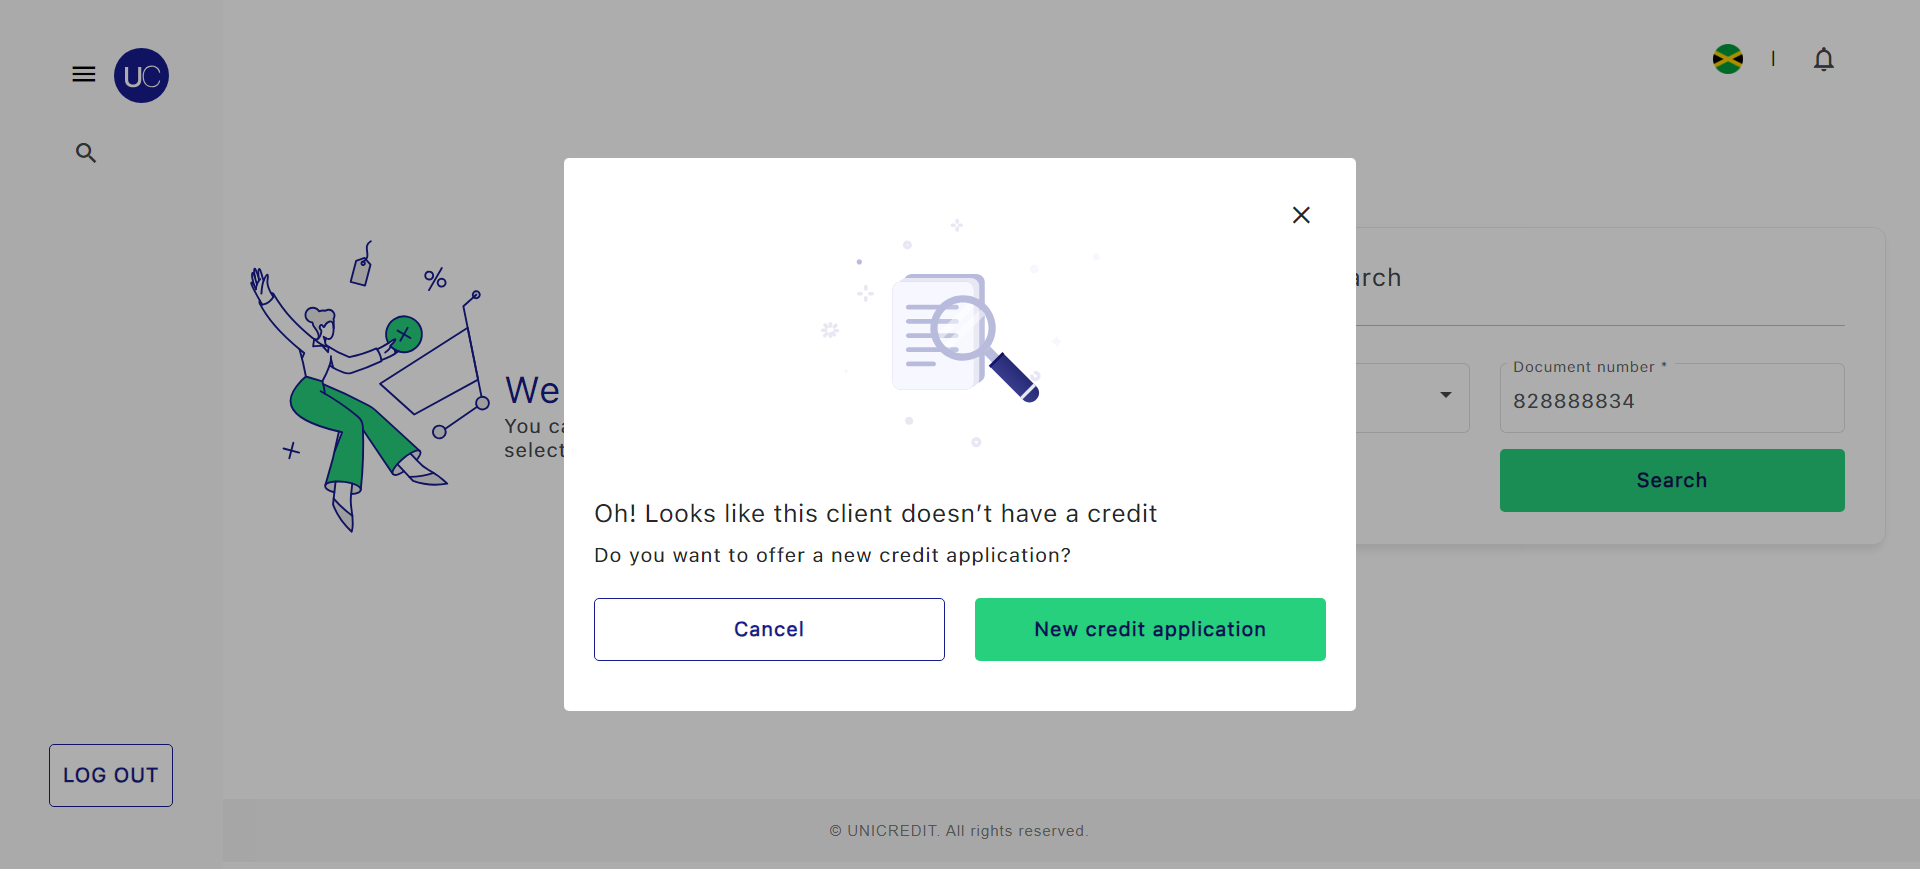 UC
We
You ca
select
arch
Document number *
828888834
Search
Oh! Looks like this client doesn't have a credit
Do you want to offer a new credit application?
Cancel
New credit application
LOG OUT
© UNICREDIT. All rights reserved.